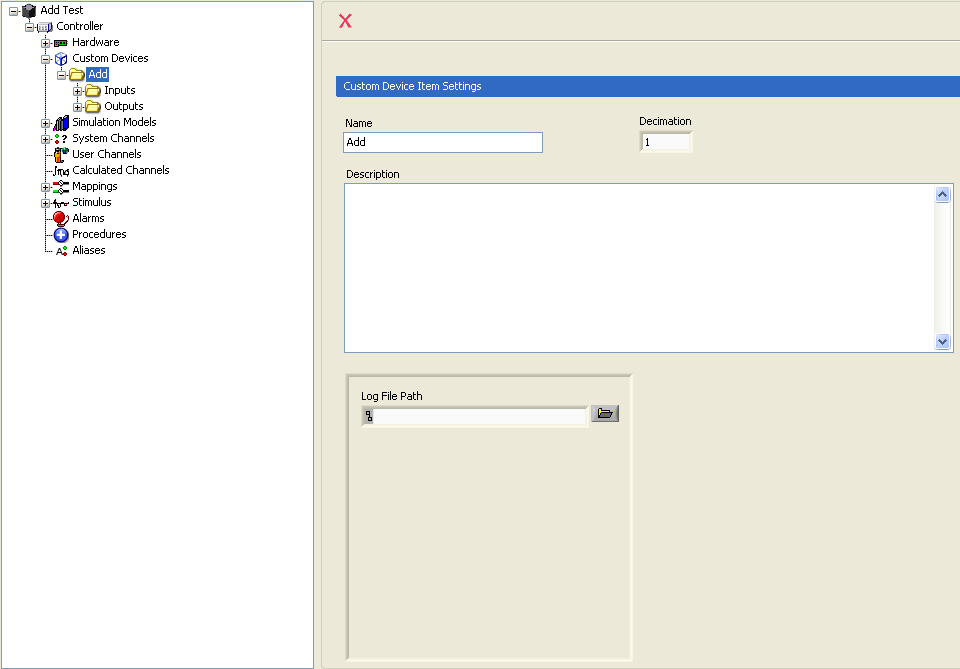 Add Test
Controller
Hardware
Custom Devices
Add
Inputs
Outputs
Simulation Models
System Channels
User Channels
Calculated Channels
Mappings
Stimulus
Alarms
Procedures
Aliases
Custom Device Item Settings
Name
Decimation
Add
1
Description
Log File Path